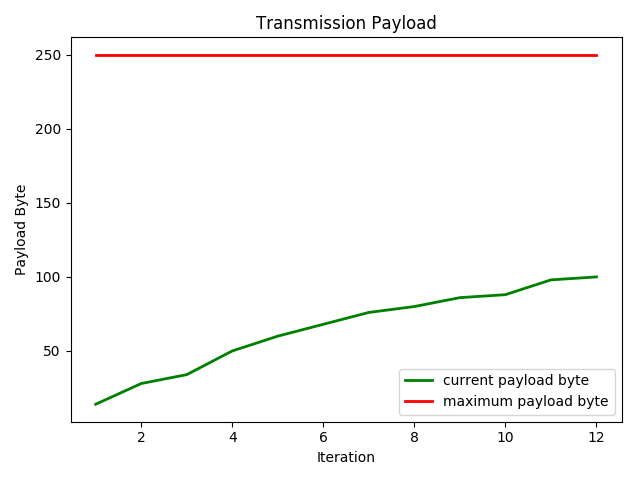 Transmission Payload
Payload Byte
250
200
150
100
50
current payload byte
maximum payload byte
2
4
6
8
10
12
Iteration